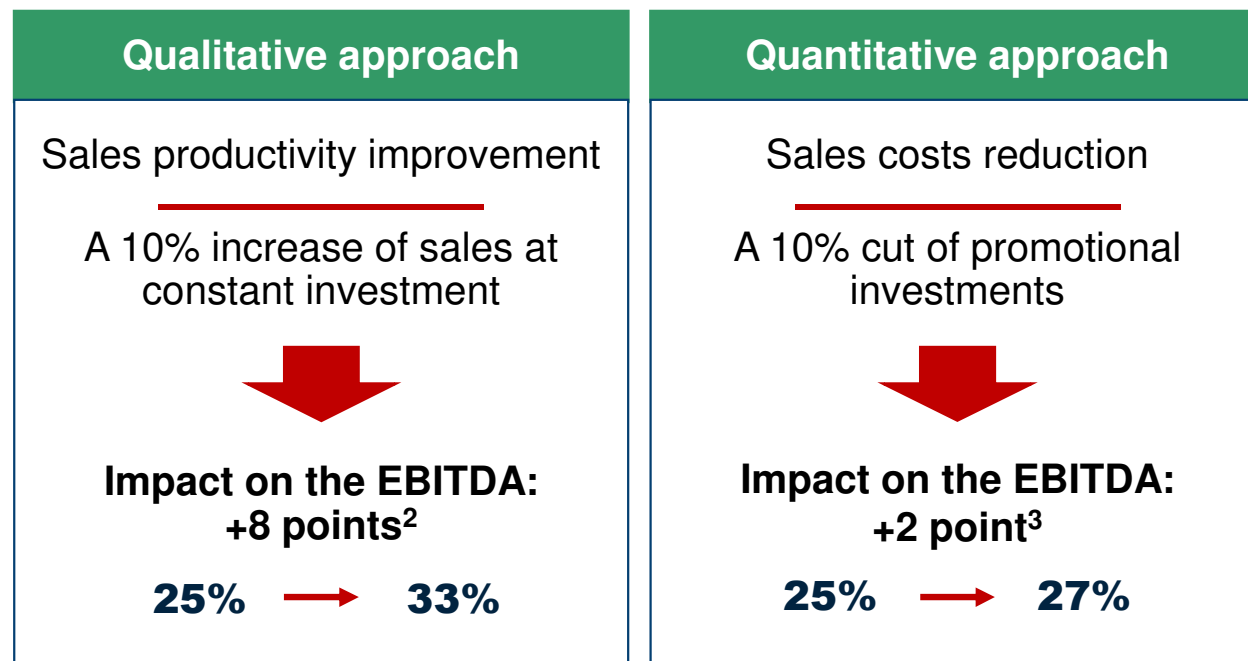 Qualitative approach
Sales productivity improvement
A 10% increase of sales at
constant investment
Impact on the EBITDA:
+8 points²
25% 33%
Quantitative approach
Sales costs reduction
A 10% cut of promotional
investments
Impact on the EBITDA:
+2 point³
25% 27%